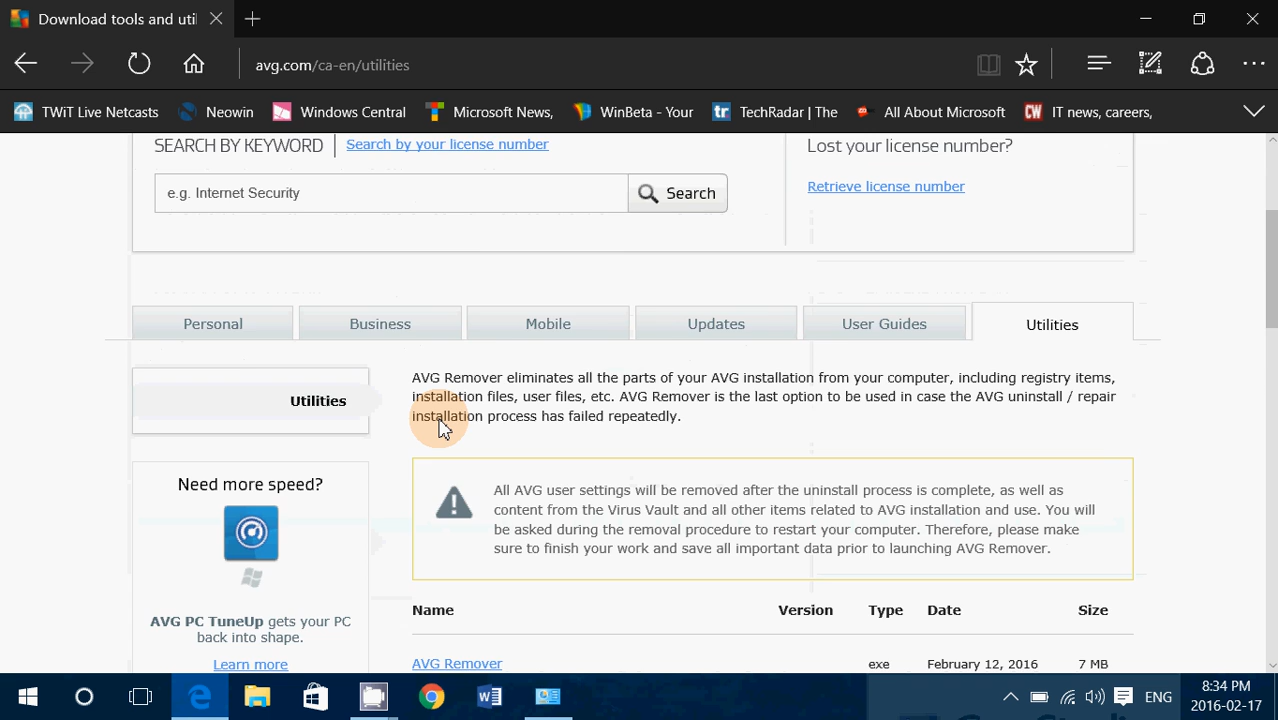 Download tools and uti
avg.com/ca-en/utilities
TWiT Live Netcasts
Neowin
Windows Central
Microsoft News,
WinBeta - Your
tr
TechRadar | The
All About Microsoft
CW
IT news, careers,
SEARCH BY KEYWORD
Search by your license number
Lost your license number?
e.g. Internet Security
Search
Retrieve license number
Personal
Business
Mobile
Updates
User Guides
Utilities
Utilities
AVG Remover eliminates all the parts of your AVG installation from your computer, including registry items,
installation files, user files, etc. AVG Remover is the last option to be used in case the AVG uninstall / repair
installation process has failed repeatedly.
Need more speed?
AVG PC TuneUp gets your PC
back into shape.
Learn more
All AVG user settings will be removed after the uninstall process is complete, as well as
content from the Virus Vault and all other items related to AVG installation and use. You will
be asked during the removal procedure to restart your computer. Therefore, please make
sure to finish your work and save all important data prior to launching AVG Remover.
Name Version Type Date Size
AVG Remover exe February 12, 2016 7 MB
ENG
8:34 PM
2016-02-17